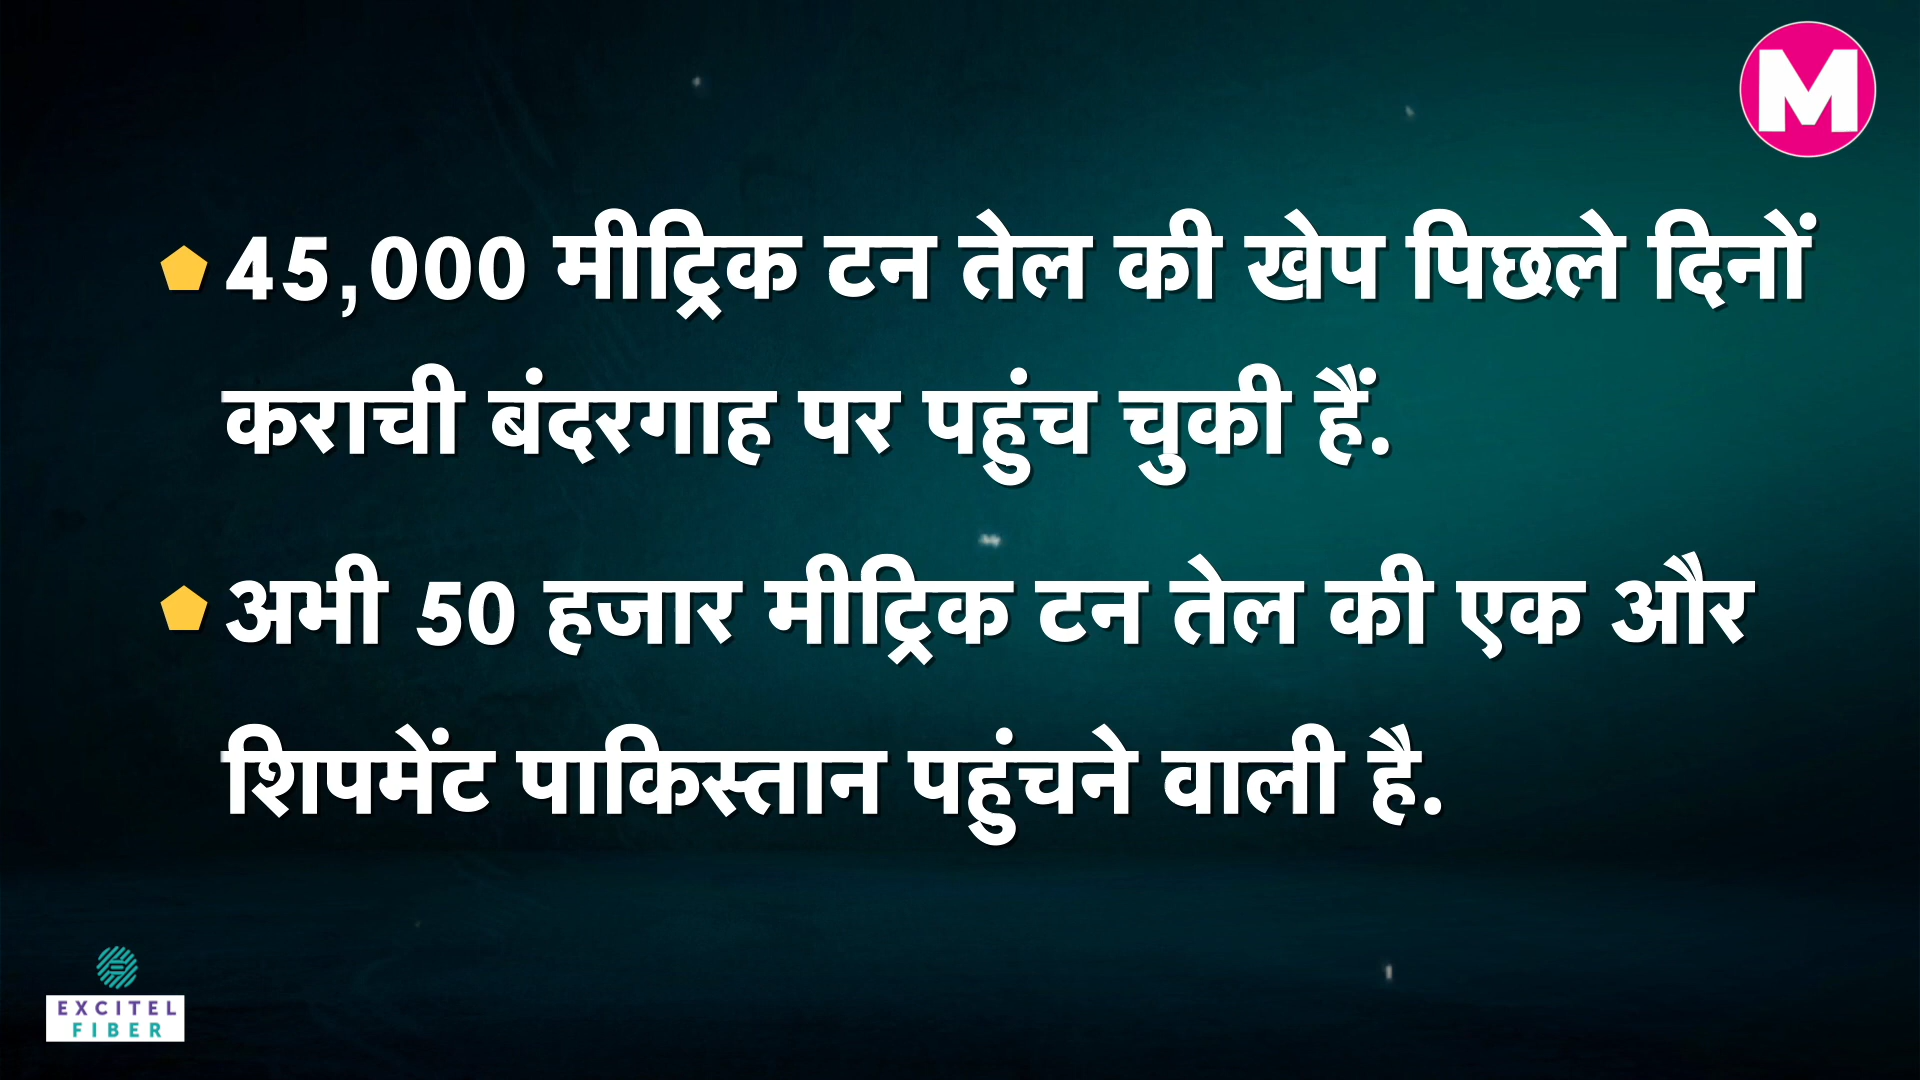 M
45,000 मीट्रिक टन तेल की खेप पिछले दिनों
कराची बंदरगाह पर पहुंच चुकी हैं.
अभी 50 हजार मीट्रिक टन तेल की एक और
शिपमेंट पाकिस्तान पहुंचने वाली है.
EXCITEL
FIBER